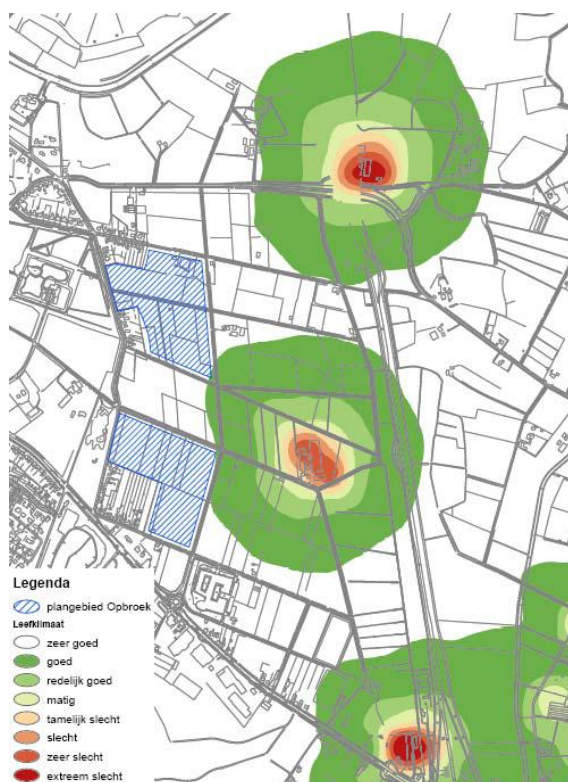 Legenda
plangebied Opbroek
Leefklimaat
zeer goed
goed
redelijk goed
matig
tamelijk slecht
slecht
zeer slecht
extreem slecht